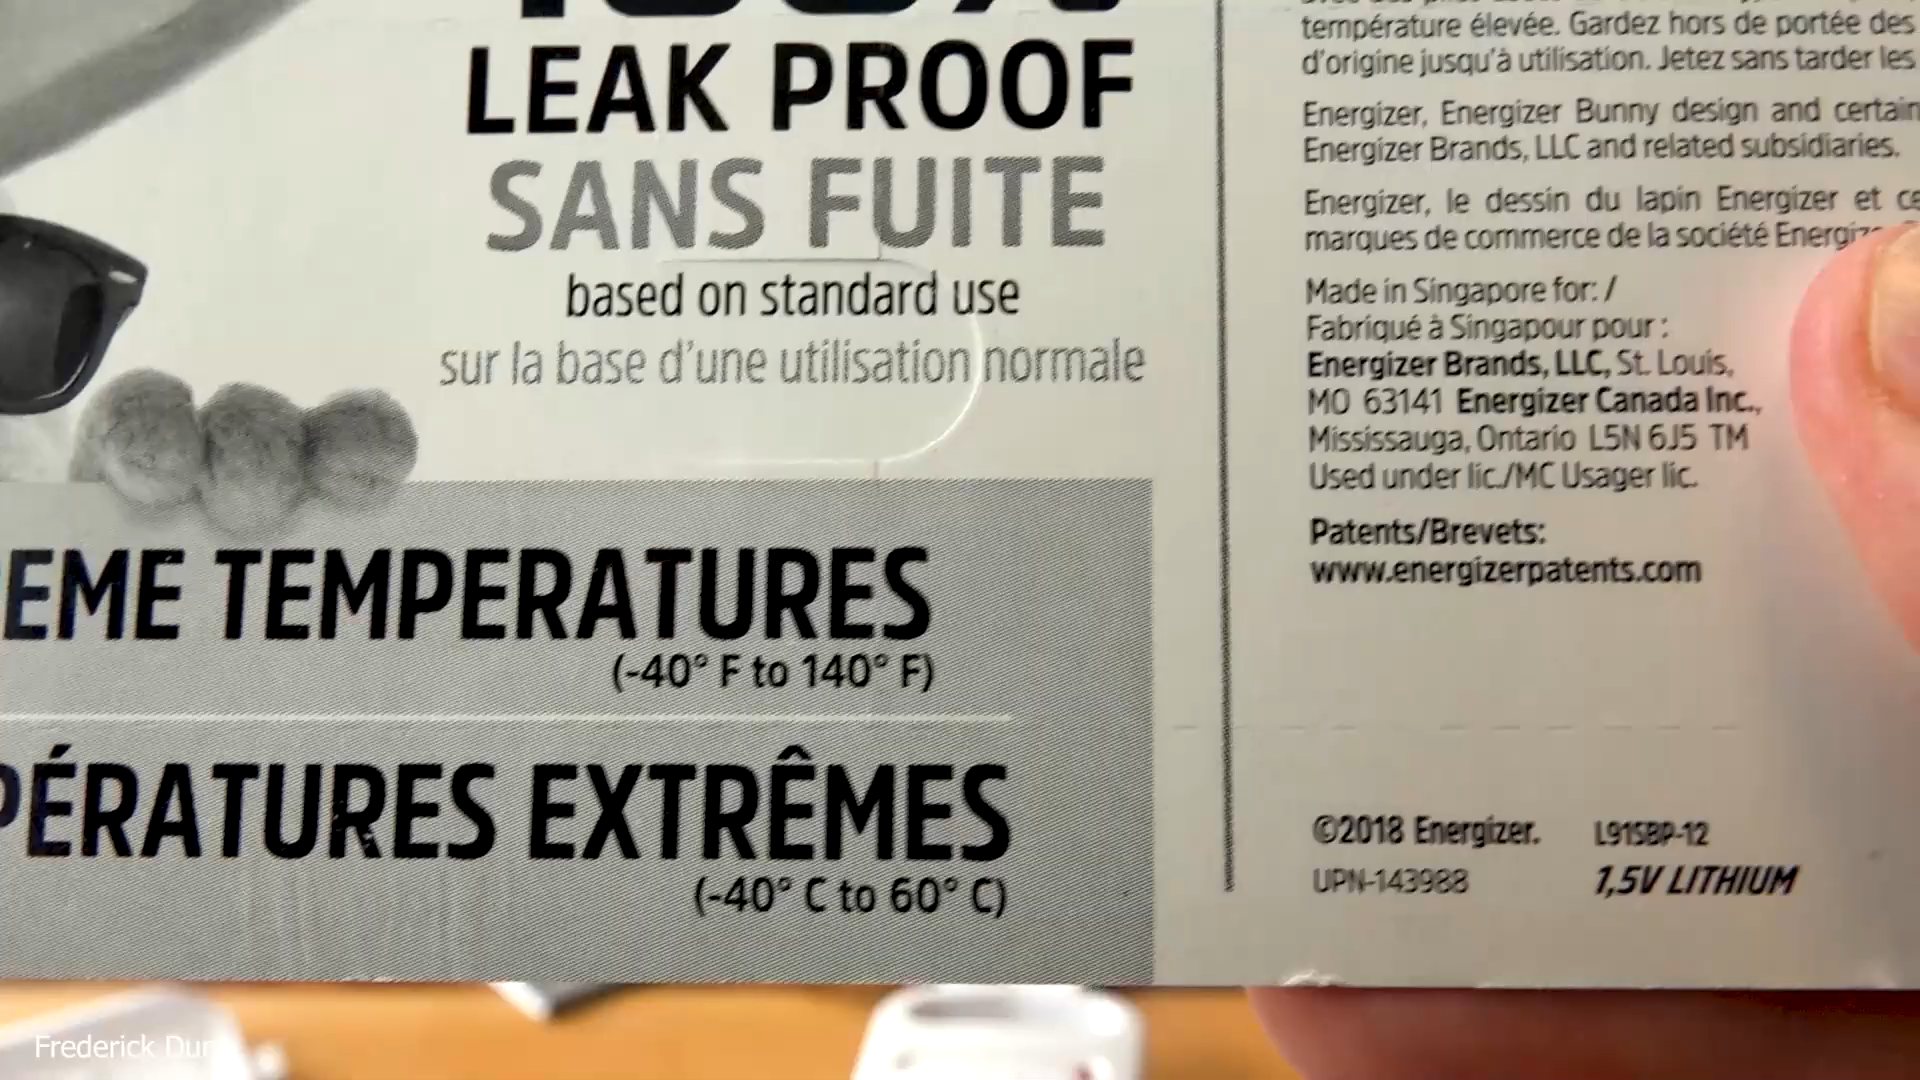 LEAK PROOF
SANS FUITE
based on standard use
sur la base d'une utilisation normale
EME TEMPERATURES
(-40° F to 140° F)
PÉRATURES EXTRÊMES
(-40° C to 60° C)
température élevée. Gardez hors de portée des
d'origine jusqu'à utilisation. Jetez sans tarder les
Energizer, Energizer Bunny design and certain
Energizer Brands, LLC and related subsidiaries.
Energizer, le dessin du lapin Energizer et ce
marques de commerce de la société Energiz
Made in Singapore for: /
Fabriqué à Singapour pour :
Energizer Brands, LLC, St. Louis,
MO 63141 Energizer Canada Inc.,
Mississauga, Ontario L5N 6J5 TM
Used under lic./MC Usager lic.
Patents/Brevets:
www.energizerpatents.com
©2018 Energizer. L91SBP-12
UPN-143988 1,5V LITHIUM
Frederick